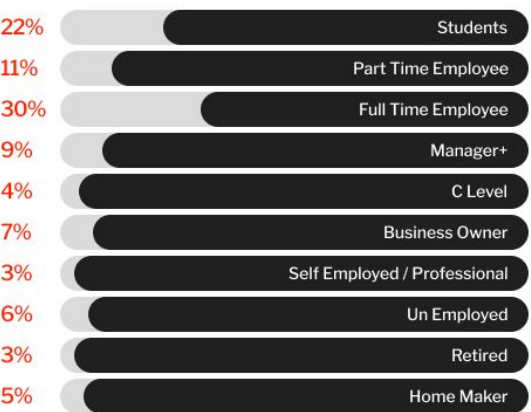 22% Students
11% Part Time Employee
30% Full Time Employee
9% Manager+
4% C Level
7% Business Owner
3% Self Employed / Professional
6% Un Employed
3% Retired
5% Home Maker